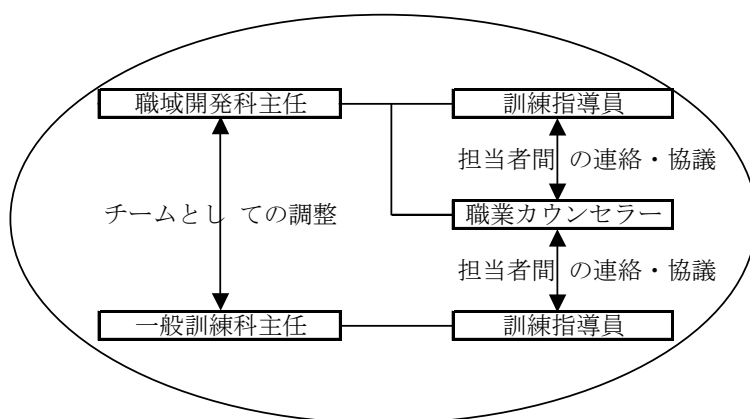 職域開発科主任
訓練指導員
担当者間 の連絡・協議
チームとし ての調整
職業カウンセラー
担当者間 の連絡・協議
一般訓練科主任
訓練指導員